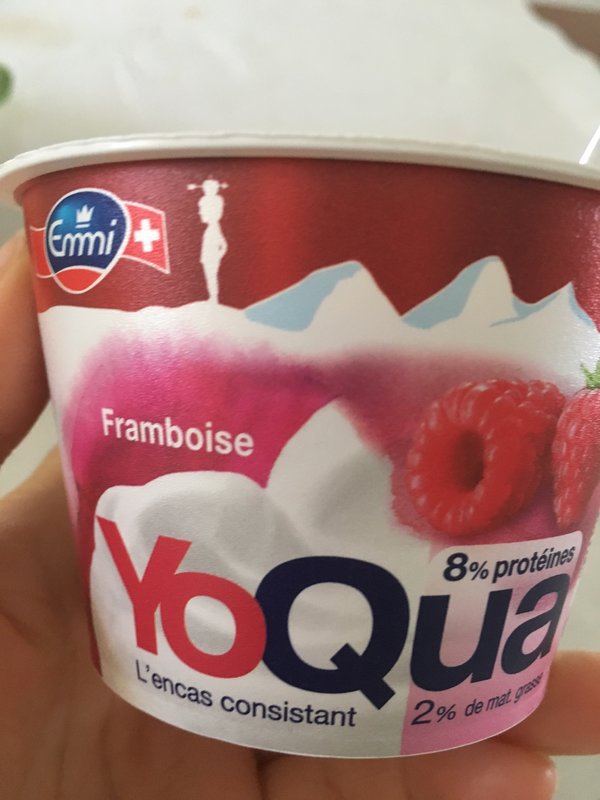 Emmi
Framboise
8% protéines
YoQua
L'encas consistant
2% de mat. grasse